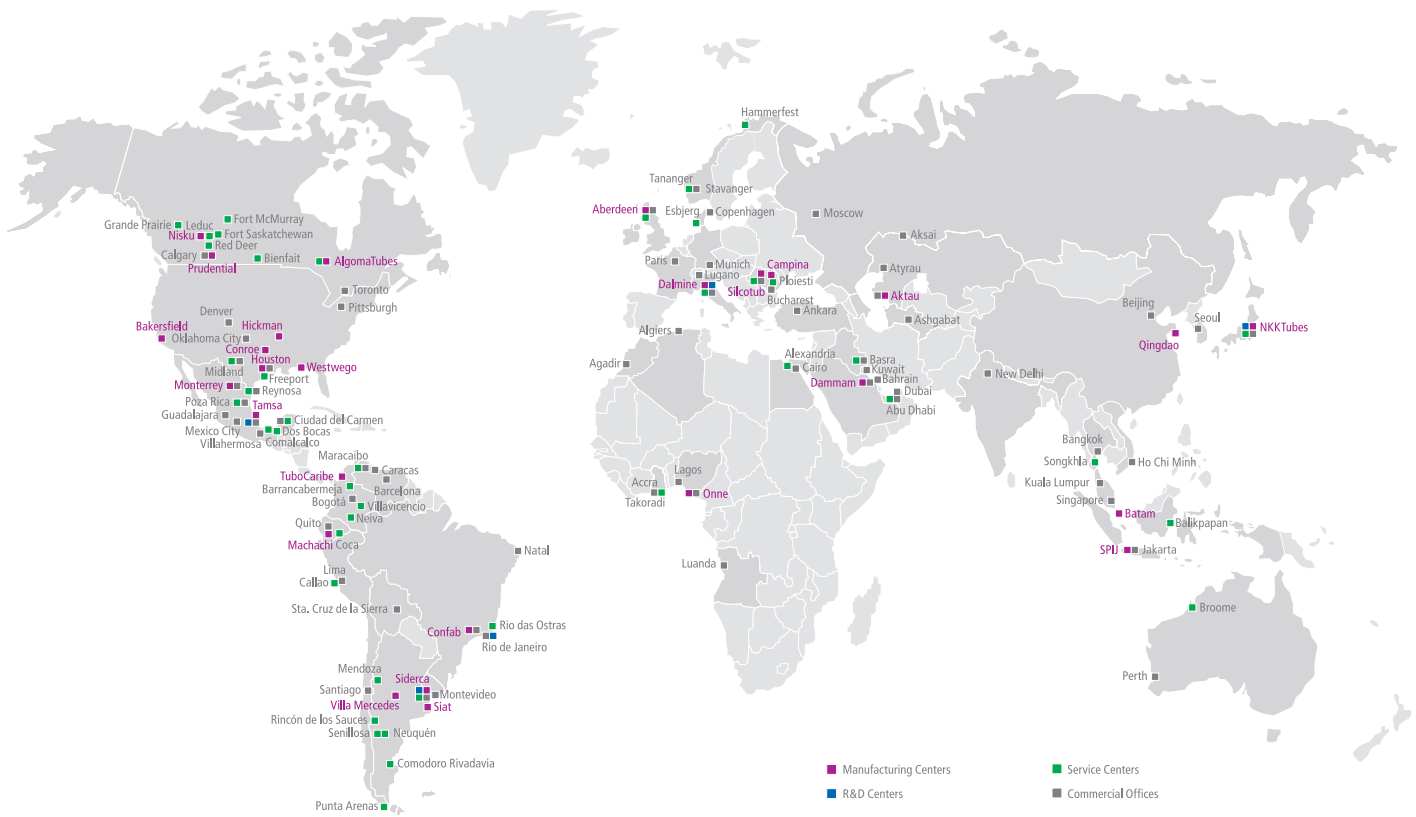 Hammerfest
Tananger
Stavanger
Aberdeen
Esbjerg
Copenhagen
Moscow
Fort McMurray
Grande Prairie
Leduc
Nisku
Fort Saskatchewan
Red Deer
Calgary
Bienfait
AlgomaTubes
Prudential
Aksai
Paris
Munich
Campina
Atyrau
Lugano
Dalmine
Ploiesti
Silcotub
Bucharest
Aktau
Toronto
Pittsburgh
Ankara
Ashgabat
Beijing
Seoul
NKKTubes
Qingdao
Denver
Bakersfield
Hickman
Oklahoma City
Conroe
Houston
Westwego
Midland
Freeport
Monterrey
Reynosa
Poza Rica
Tamsa
Guadalajara
Ciudad del Carmen
Mexico City
Dos Bocas
Villahermosa
Comalcalco
Algiers
Agadir
Alexandria
Cairo
Basra
Kuwait
Dammam
Bahrain
Dubai
Abu Dhabi
New Delhi
Bangkok
Songkhla
Ho Chi Minh
Kuala Lumpur
Singapore
Batam
Balikpapan
SPIJ
Jakarta
Maracaibo
Caracas
TuboCaribe
Barcelona
Barrancabermeja
Bogotá
Villavicencio
Neiva
Quito
Machachi
Coca
Lagos
Accra
Onne
Takoradi
Luanda
Natal
Lima
Callao
Sta. Cruz de la Sierra
Confab
Rio das Ostras
Rio de Janeiro
Broome
Perth
Mendoza
Siderca
Santiago
Montevideo
Villa Mercedes
Siat
Rincón de los Sauces
Senillosa
Neuquén
Comodoro Rivadavia
Punta Arenas
Manufacturing Centers
Service Centers
R&D Centers
Commercial Offices